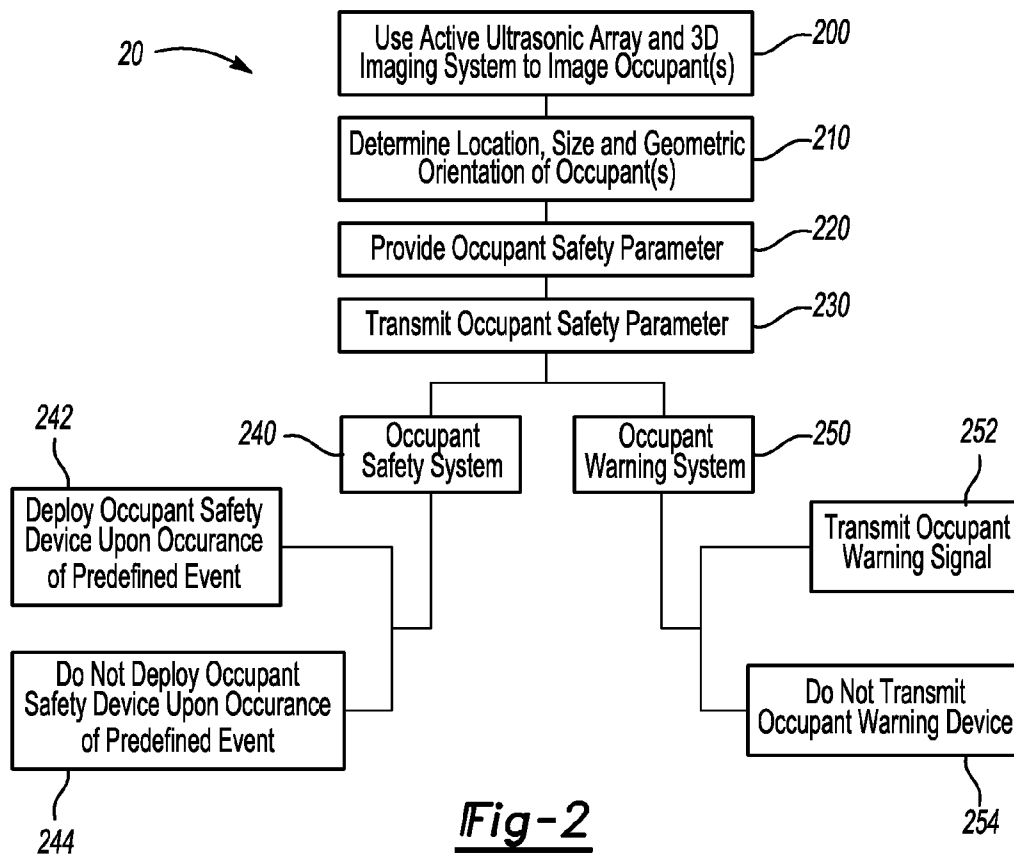 20
200
Use Active Ultrasonic Array and 3D
Imaging System to Image Occupant(s)
210
Determine Location, Size and Geometric
Orientation of Occupant(s)
220
Provide Occupant Safety Parameter
230
Transmit Occupant Safety Parameter
240
Occupant
Safety System
250
Occupant
Warning System
242
Deploy Occupant Safety
Device Upon Occurance
of Predefined Event
252
Transmit Occupant
Warning Signal
Do Not Deploy Occupant
Safety Device Upon Occurance
of Predefined Event
244
Do Not Transmit
Occupant Warning Device
254
Fig-2